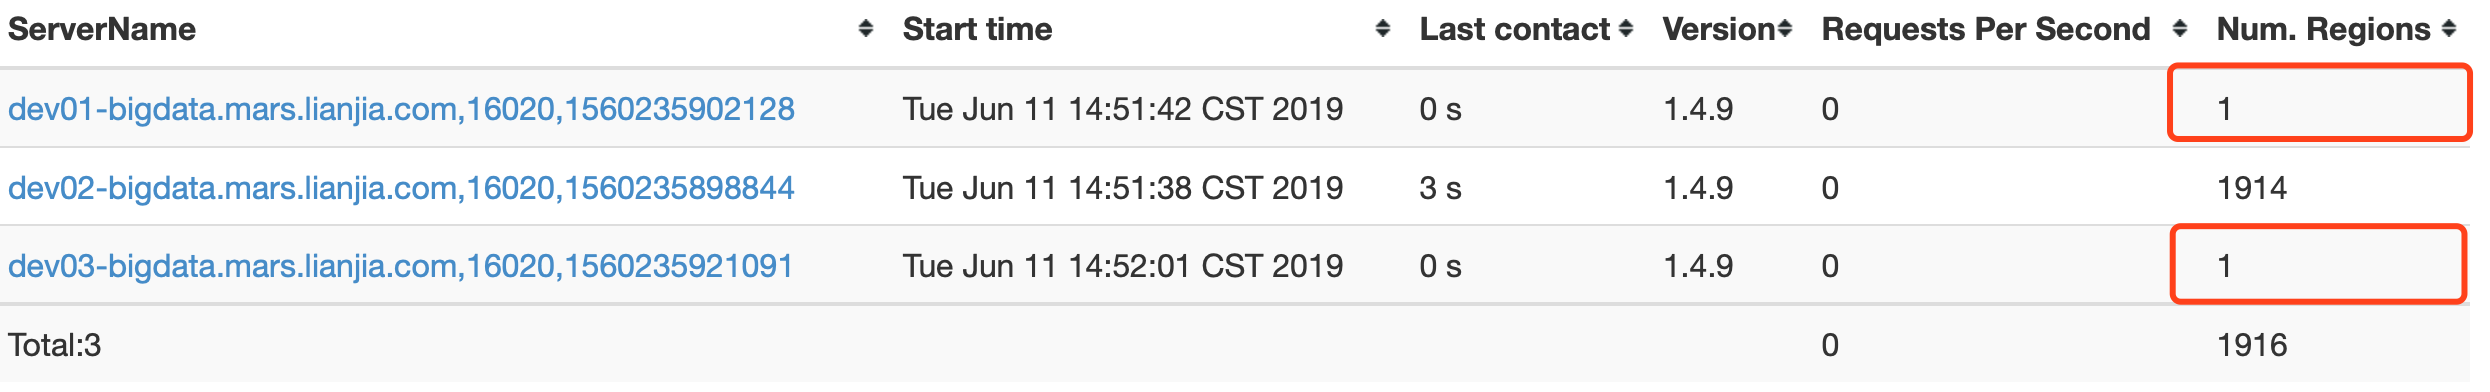 ServerName Start time Last contact Version Requests Per Second Num. Regions
dev01-bigdata.mars.lianjia.com,16020,1560235902128 Tue Jun 11 14:51:42 CST 2019 0 s 1.4.9 0 1
dev02-bigdata.mars.lianjia.com,16020,1560235898844 Tue Jun 11 14:51:38 CST 2019 3 s 1.4.9 0 1914
dev03-bigdata.mars.lianjia.com,16020,1560235921091 Tue Jun 11 14:52:01 CST 2019 0 s 1.4.9 0 1
Total:3 0 1916